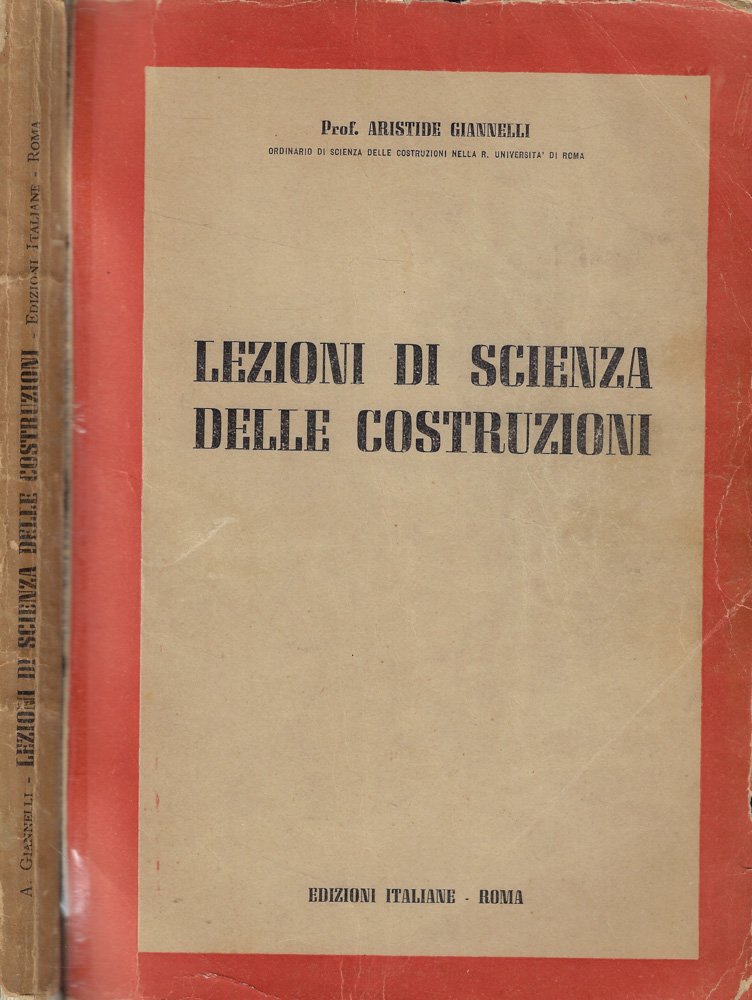 A. GIANNELLI - LEZIONI DI SCIENZA DELLE COSTRUZIONI - EDIZIONI ITALIANE - ROMA
Prof. ARISTIDE GIANNELLI
ORDINARIO DI SCIENZA DELLE COSTRUZIONI NELLA R. UNIVERSITA' DI ROMA
LEZIONI DI SCIENZA
DELLE COSTRUZIONI
EDIZIONI ITALIANE - ROMA